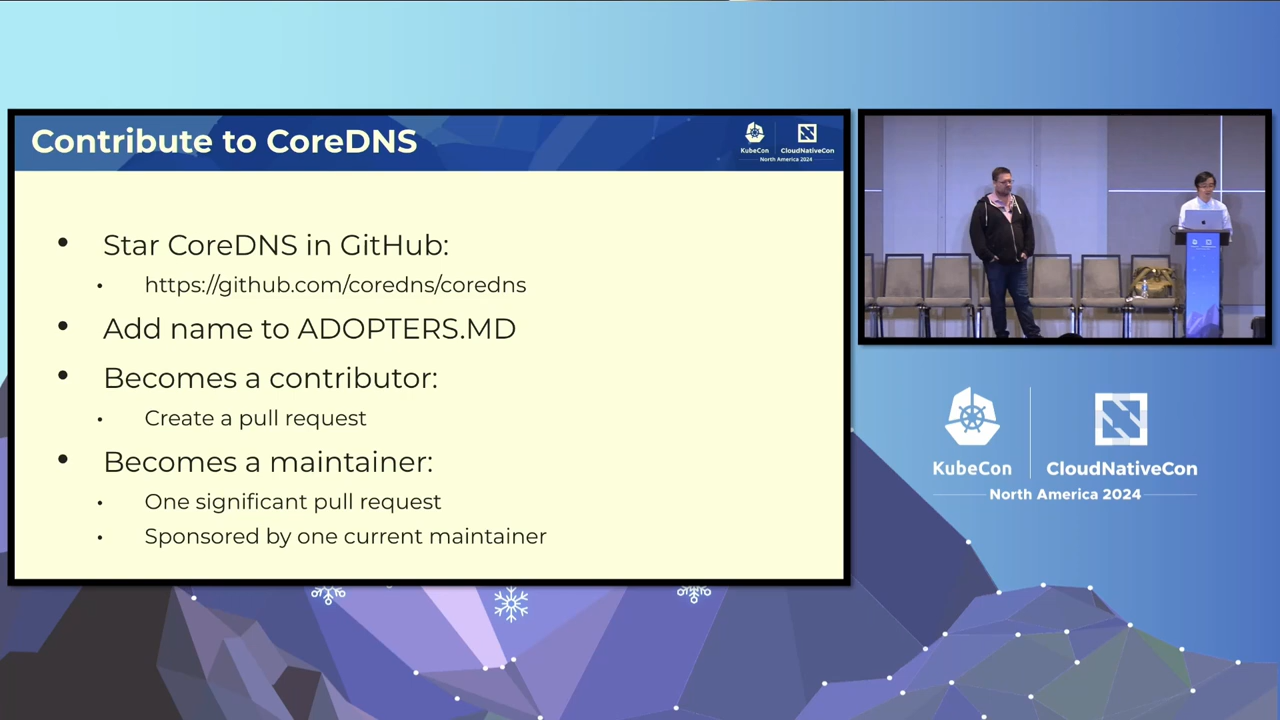 Contribute to CoreDNS
KubeCon
CloudNativeCon
North America 2024
• Star CoreDNS in GitHub:
• https://github.com/coredns/coredns
• Add name to ADOPTERS.MD
• Becomes a contributor:
• Create a pull request
• Becomes a maintainer:
• One significant pull request
• Sponsored by one current maintainer
KubeCon
CloudNativeCon
North America 2024